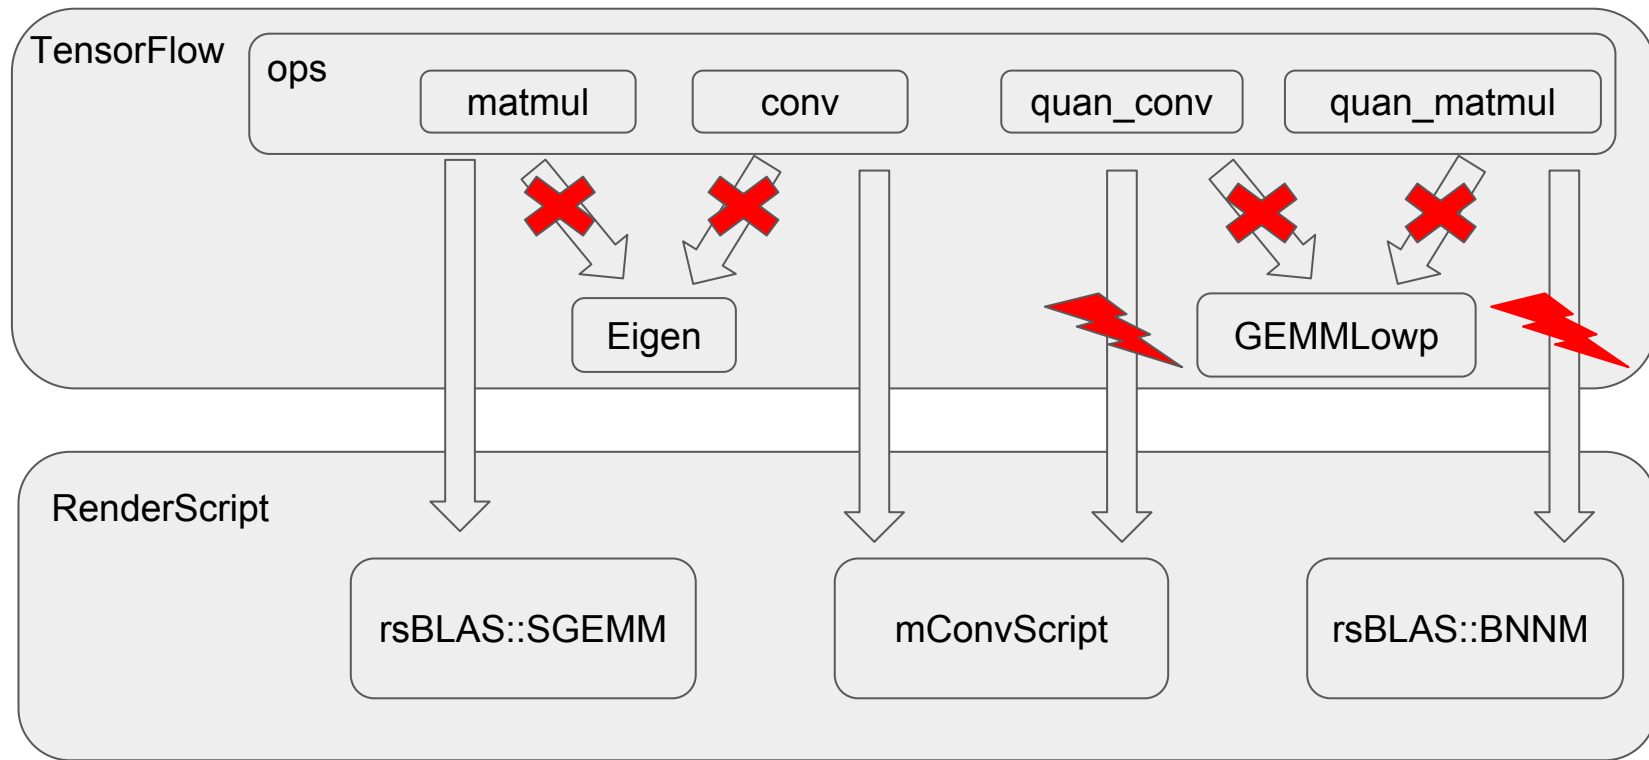 TensorFlow
ops
matmul
conv
quan_conv
quan_matmul
Eigen
GEMMLowp
RenderScript
rsBLAS::SGEMM
mConvScript
rsBLAS::BNNM